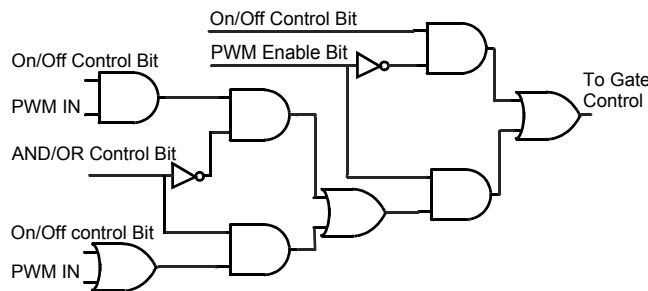 On/Off Control Bit
PWM Enable Bit
On/Off Control Bit
To Gate
Control
PWM IN
AND/OR Control Bit
On/Off control Bit
PWM IN